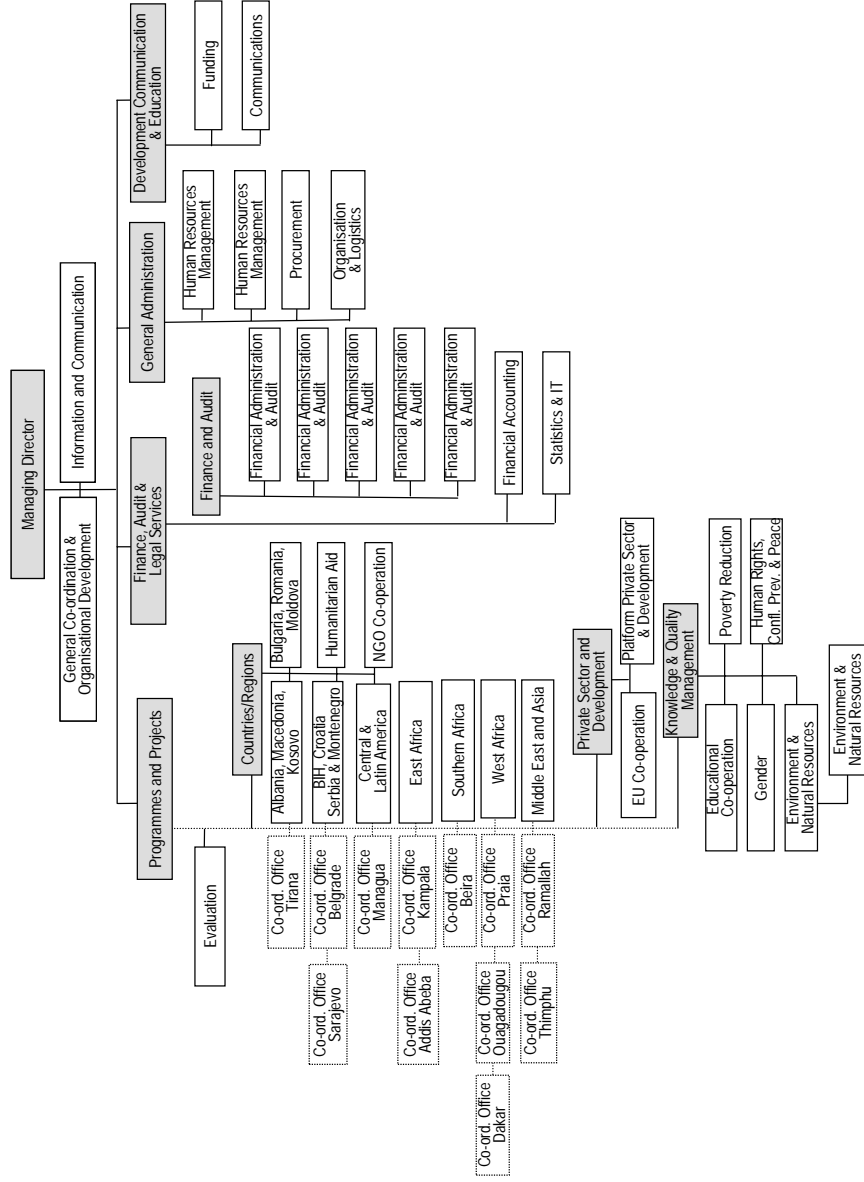 Managing Director
General Co-ordination &
Organisational Development
Information and Communication
Programmes and Projects
Finance, Audit &
Legal Services
General Administration
Development Communication
& Education
Evaluation
Countries/Regions
Albania, Macedonia,
Kosovo
Bulgaria, Romania,
Moldova
BIH, Croatia
Serbia & Montenegro
Humanitarian Aid
Central &
Latin America
NGO Co-operation
East Africa
Southern Africa
West Africa
Middle East and Asia
Co-ord. Office
Tirana
Co-ord. Office
Belgrade
Co-ord. Office
Sarajevo
Co-ord. Office
Managua
Co-ord. Office
Kampala
Co-ord. Office
Addis Abeba
Co-ord. Office
Beira
Co-ord. Office
Praia
Co-ord. Office
Ouagadougou
Co-ord. Office
Dakar
Co-ord. Office
Ramallah
Co-ord. Office
Thimphu
Private Sector and
Development
EU Co-operation
Platform Private Sector
& Development
Knowledge & Quality
Management
Educational
Co-operation
Poverty Reduction
Gender
Human Rights,
Confl. Prev. & Peace
Environment &
Natural Resources
Environment &
Natural Resources
Finance and Audit
Financial Administration
& Audit
Financial Administration
& Audit
Financial Administration
& Audit
Financial Administration
& Audit
Financial Administration
& Audit
Financial Accounting
Statistics & IT
Human Resources
Management
Human Resources
Management
Procurement
Organisation
& Logistics
Funding
Communications